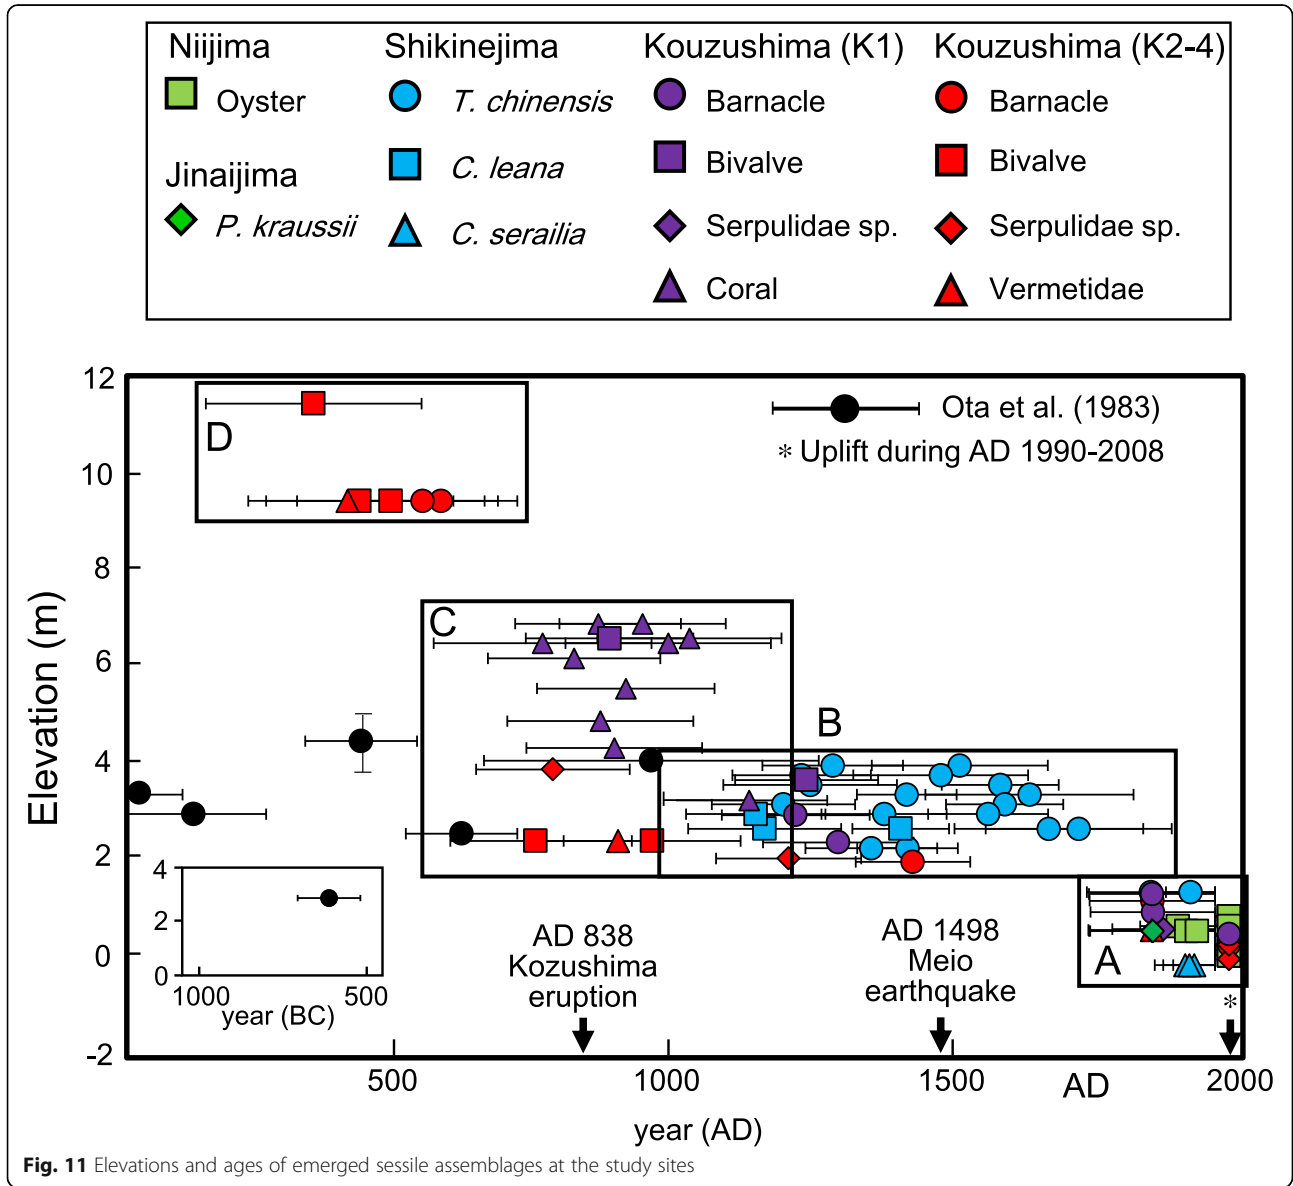 Niijima
Oyster
Jinaijima
P. kraussii
Shikinejima
T. chinensis
C. leana
C. serailia
Kouzushima (K1)
Barnacle
Bivalve
Serpulidae sp.
Coral
Kouzushima (K2-4)
Barnacle
Bivalve
Serpulidae sp.
Vermetidae
Elevation (m)
12
10
8
6
4
2
0
-2
D
Ota et al. (1983)
* Uplift during AD 1990-2008
C
B
A
4
2
0
1000
500
year (BC)
AD 838
Kozushima
eruption
AD 1498
Meio
earthquake
*
500
1000
1500
AD
2000
year (AD)
Fig. 11 Elevations and ages of emerged sessile assemblages at the study sites